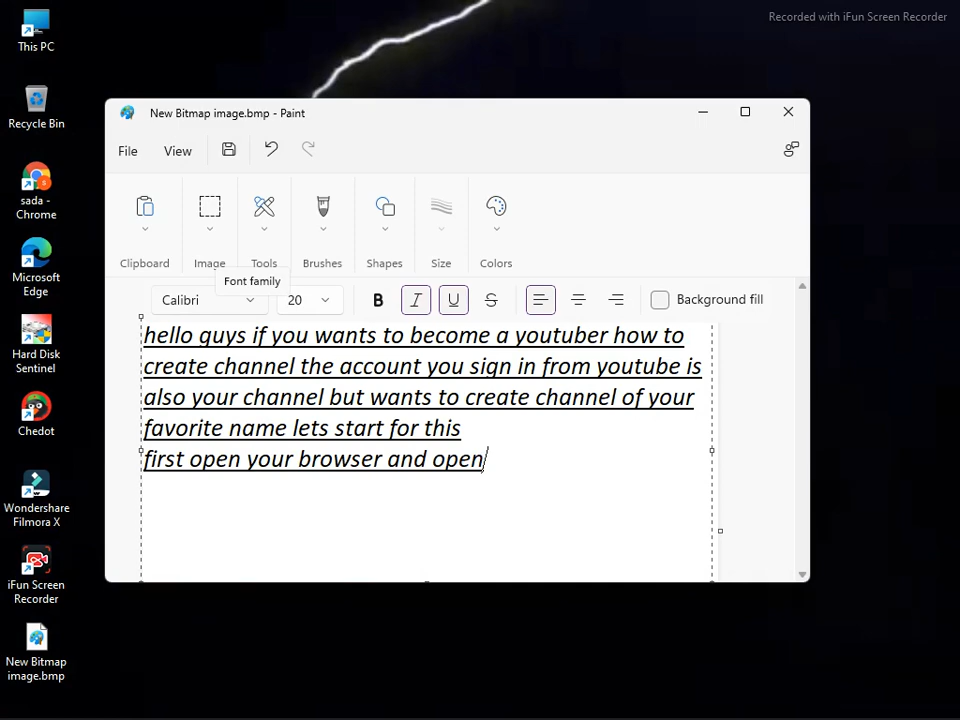 Recorded with iFun Screen Recorder
This PC
Recycle Bin
sada -
Chrome
Microsoft
Edge
Hard Disk
Sentinel
Chedot
Wondershare
Filmora X
iFun Screen
Recorder
New Bitmap
image.bmp
New Bitmap image.bmp - Paint
File View
Clipboard Image Tools Brushes Shapes Size Colors
Font family
Calibri 20 B I U S Background fill
hello guys if you wants to become a youtuber how to
create channel the account you sign in from youtube is
also your channel but wants to create channel of your
favorite name lets start for this
first open your browser and open